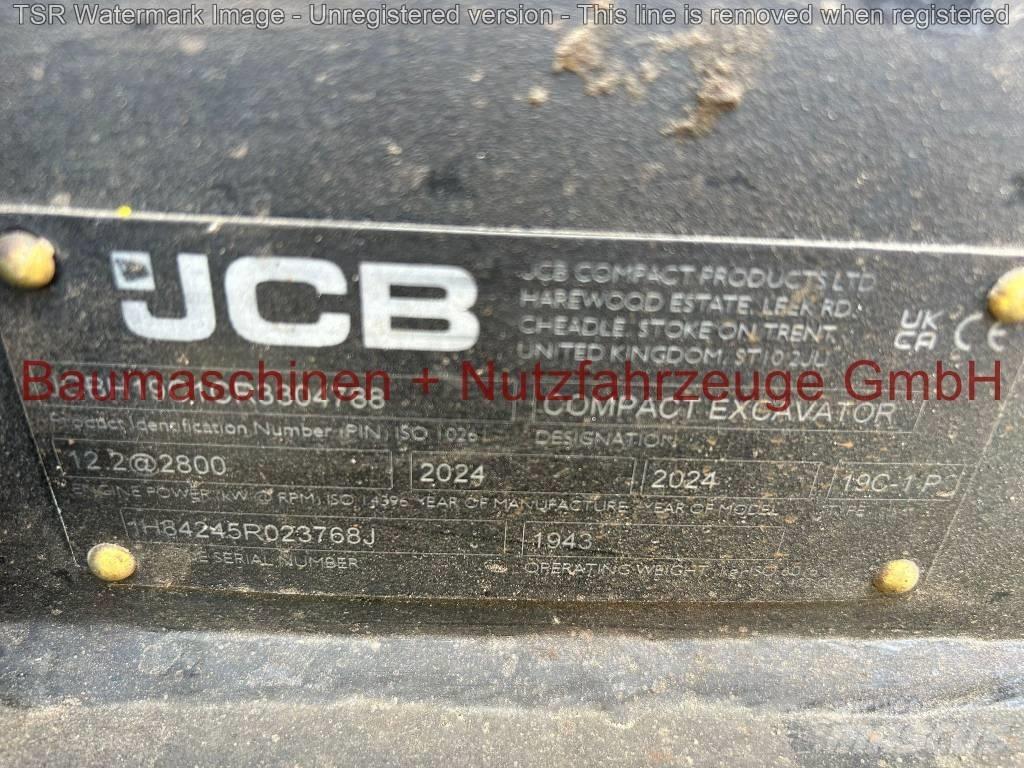 TSR Watermark Image - Unregistered version - This line is removed when registered
JCB
JCB COMPACT PRODUCTS LTD
HAREWOOD ESTATE, LEEK RD.
CHEADLE, STOKE ON TRENT,
UNITED KINGDOM, ST10 2JU
UK
CA CE
Baumaschinen + Nutzfahrzeuge GmbH
COMPACT EXCAVATOR
Product Identification Number (PIN) ISO 10261
DESIGNATION
12.2@2800
2024
2024
19C-1 PC
ENGINE POWER (kW @ RPM) ISO 14396
YEAR OF MANUFACTURE
YEAR OF MODEL
TYPE
1H84245R023768J
1943
SERIAL NUMBER
OPERATING WEIGHT